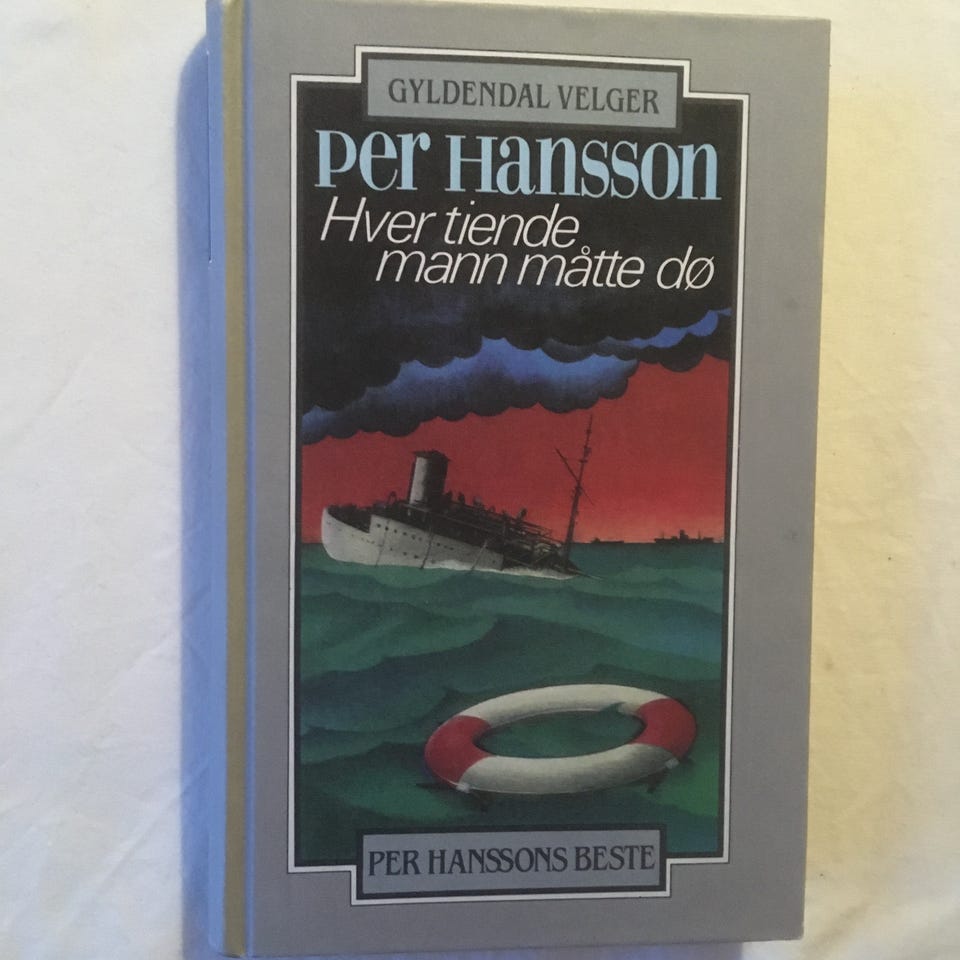 GYLDENDAL VELGER
Per Hansson
Hver tiende
mann måtte dø
PER HANSSONS BESTE